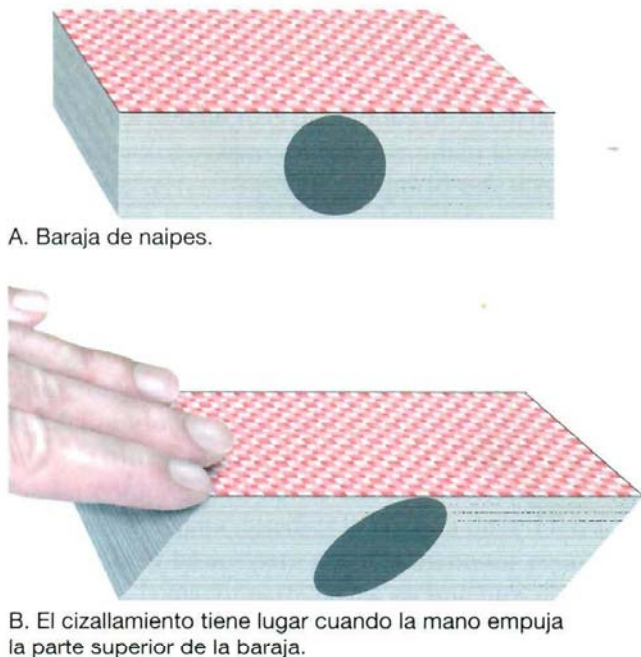 A. Baraja de naipes.
B. El cizallamiento tiene lugar cuando la mano empuja
la parte superior de la baraja.